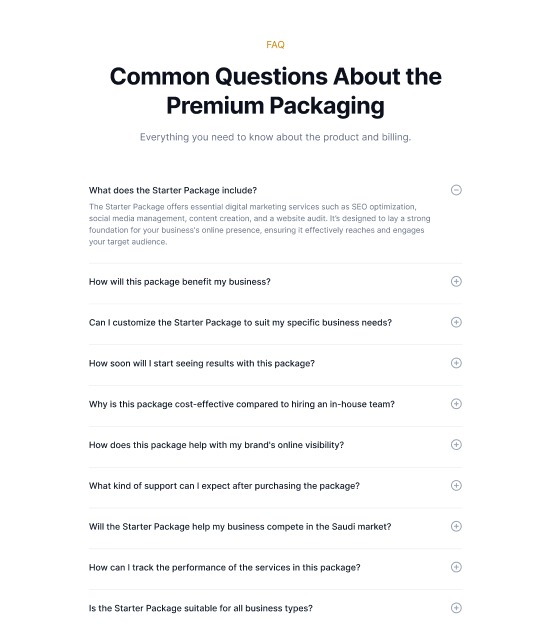 FAQ
Common Questions About the
Premium Packaging
Everything you need to know about the product and billing.
What does the Starter Package include?
The Starter Package offers essential digital marketing services such as SEO optimization,
social media management, content creation, and a website audit. It's designed to lay a strong
foundation for your business's online presence, ensuring it effectively reaches and engages
your target audience.
How will this package benefit my business?
Can I customize the Starter Package to suit my specific business needs?
How soon will I start seeing results with this package?
Why is this package cost-effective compared to hiring an in-house team?
How does this package help with my brand's online visibility?
What kind of support can I expect after purchasing the package?
Will the Starter Package help my business compete in the Saudi market?
How can I track the performance of the services in this package?
Is the Starter Package suitable for all business types?